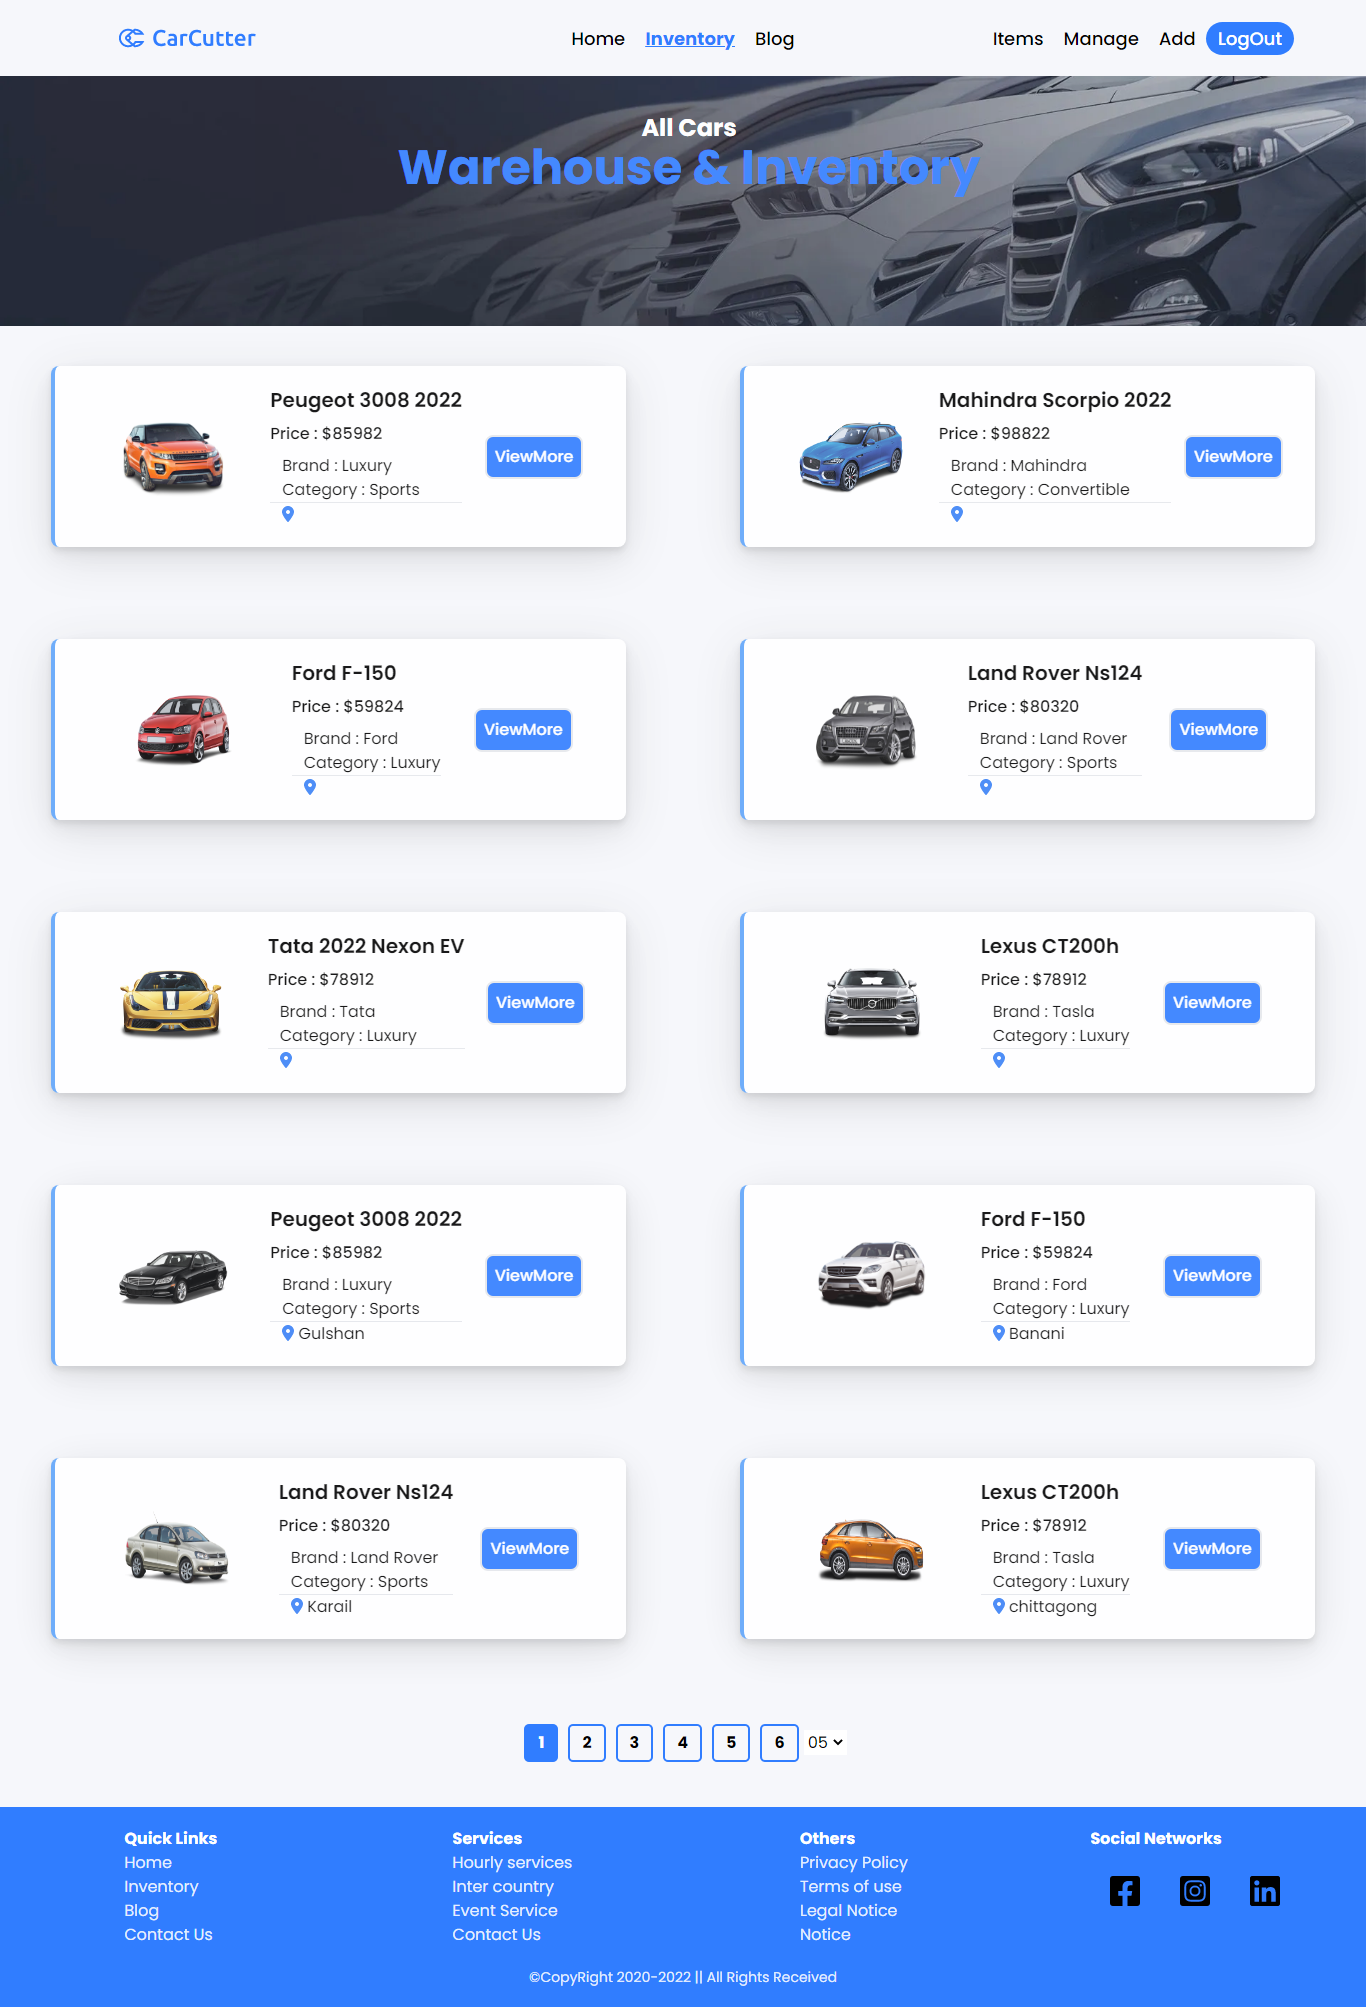 CarCutter
Home Inventory Blog
Items Manage Add LogOut
All Cars
Warehouse & Inventory
Peugeot 3008 2022
Price : $85982
Brand : Luxury
Category : Sports
ViewMore
Mahindra Scorpio 2022
Price : $98822
Brand : Mahindra
Category : Convertible
ViewMore
Ford F-150
Price : $59824
Brand : Ford
Category : Luxury
ViewMore
Land Rover Ns124
Price : $80320
Brand : Land Rover
Category : Sports
ViewMore
Tata 2022 Nexon EV
Price : $78912
Brand : Tata
Category : Luxury
ViewMore
Lexus CT200h
Price : $78912
Brand : Tasla
Category : Luxury
ViewMore
Peugeot 3008 2022
Price : $85982
Brand : Luxury
Category : Sports
Gulshan
ViewMore
Ford F-150
Price : $59824
Brand : Ford
Category : Luxury
Banani
ViewMore
Land Rover Ns124
Price : $80320
Brand : Land Rover
Category : Sports
Karail
ViewMore
Lexus CT200h
Price : $78912
Brand : Tasla
Category : Luxury
chittagong
ViewMore
1 2 3 4 5 6 05
Quick Links
Home
Inventory
Blog
Contact Us
Services
Hourly services
Inter country
Event Service
Contact Us
Others
Privacy Policy
Terms of use
Legal Notice
Notice
Social Networks
©CopyRight 2020-2022 || All Rights Received